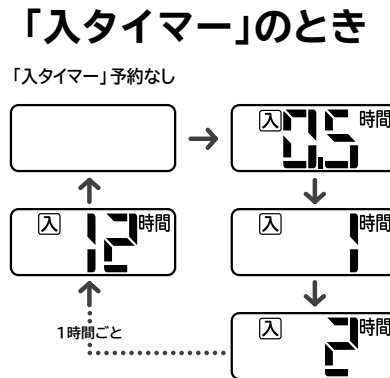 「入タイマー」のとき
「入タイマー」予約なし
入 0.5 時間
入 12 時間
入 1 時間
1時間ごと
入 2 時間